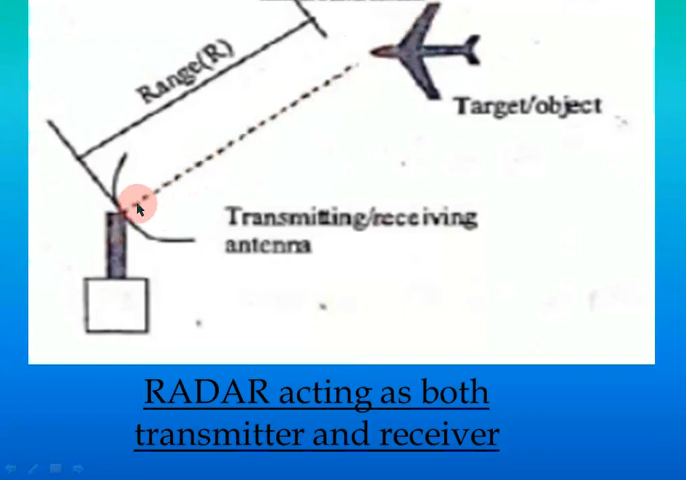 Range(R)
Target/object
Transmitting/receiving
antenna
RADAR acting as both
transmitter and receiver